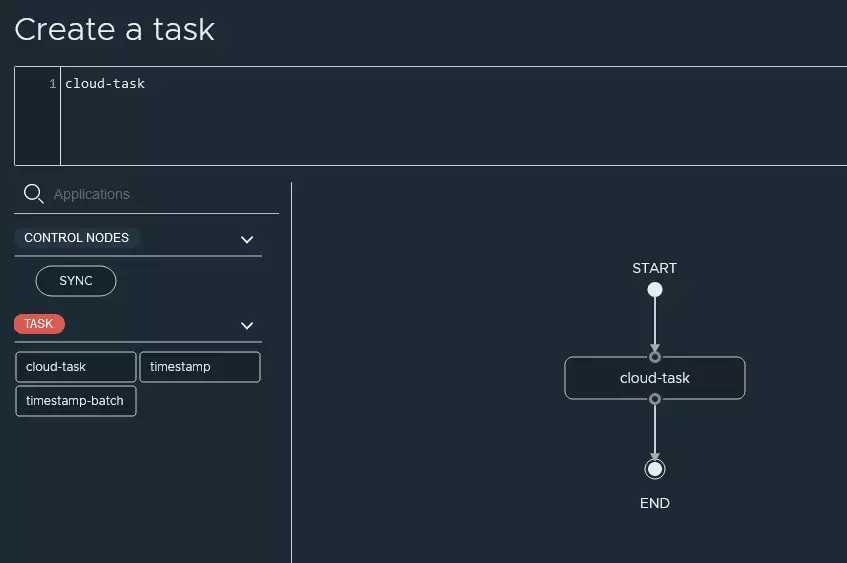 Create a task
1 cloud-task
Applications
CONTROL NODES
SYNC
TASK
cloud-task timestamp
timestamp-batch
START
cloud-task
END